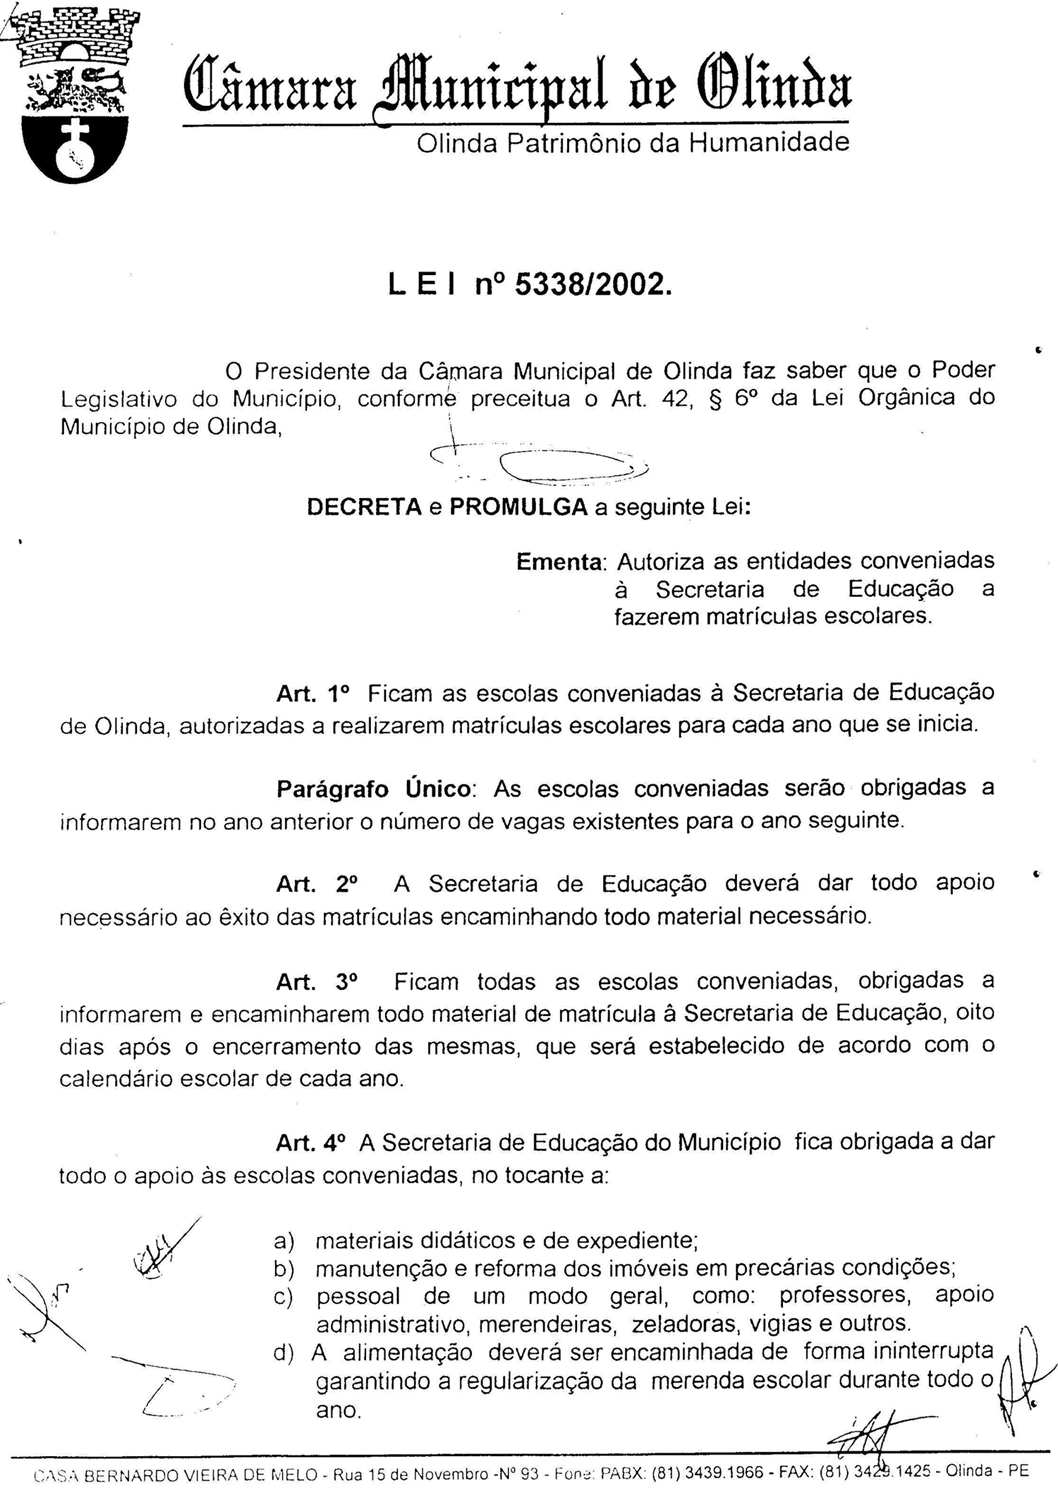 Câmara Municipal de Olinda
Olinda Patrimônio da Humanidade
L E I nº 5338/2002.
O Presidente da Câmara Municipal de Olinda faz saber que o Poder
Legislativo do Município, conforme preceitua o Art. 42, § 6º da Lei Orgânica do
Município de Olinda,
DECRETA e PROMULGA a seguinte Lei:
Ementa: Autoriza as entidades conveniadas
à Secretaria de Educação a
fazerem matrículas escolares.
Art. 1º Ficam as escolas conveniadas à Secretaria de Educação
de Olinda, autorizadas a realizarem matrículas escolares para cada ano que se inicia.
Parágrafo Único: As escolas conveniadas serão obrigadas a
informarem no ano anterior o número de vagas existentes para o ano seguinte.
Art. 2º A Secretaria de Educação deverá dar todo apoio
necessário ao êxito das matrículas encaminhando todo material necessário.
Art. 3º Ficam todas as escolas conveniadas, obrigadas a
informarem e encaminharem todo material de matrícula â Secretaria de Educação, oito
dias após o encerramento das mesmas, que será estabelecido de acordo com o
calendário escolar de cada ano.
Art. 4º A Secretaria de Educação do Município fica obrigada a dar
todo o apoio às escolas conveniadas, no tocante a:
a) materiais didáticos e de expediente;
b) manutenção e reforma dos imóveis em precárias condições;
c) pessoal de um modo geral, como: professores, apoio
administrativo, merendeiras, zeladoras, vigias e outros.
d) A alimentação deverá ser encaminhada de forma ininterrupta
garantindo a regularização da merenda escolar durante todo o
ano.
CASA BERNARDO VIEIRA DE MELO - Rua 15 de Novembro -Nº 93 - Fone: PABX: (81) 3439.1966 - FAX: (81) 3429.1425 - Olinda - PE